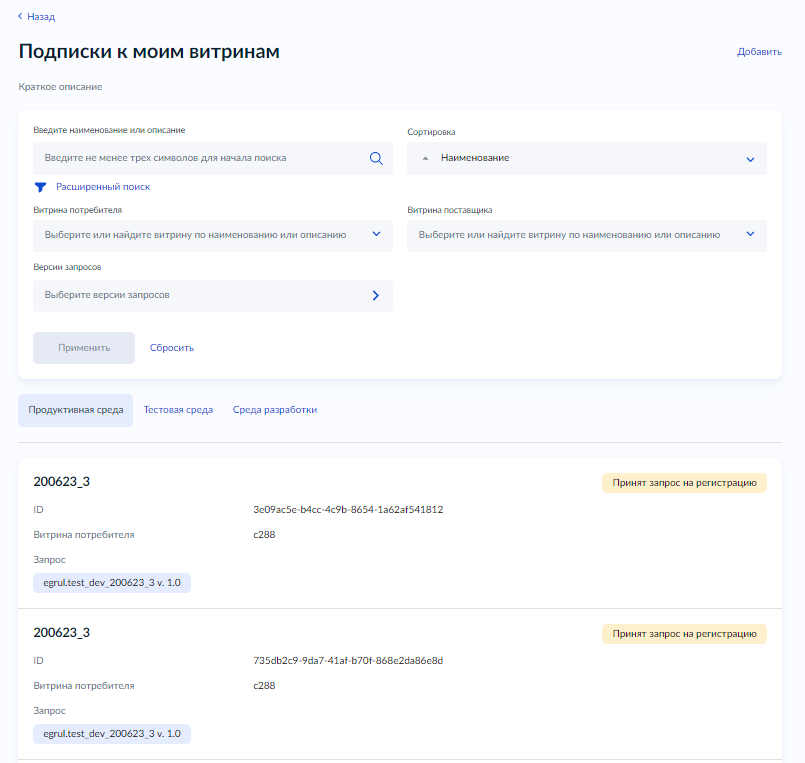 Назад
Подписки к моим витринам
Добавить
Краткое описание
Введите наименование или описание
Сортировка
Введите не менее трех символов для начала поиска
Наименование
Расширенный поиск
Витрина потребителя
Витрина поставщика
Выберите или найдите витрину по наименованию или описанию
Выберите или найдите витрину по наименованию или описанию
Версии запросов
Выберите версии запросов
Применить
Сбросить
Продуктивная среда
Тестовая среда
Среда разработки
200623_3
Принят запрос на регистрацию
ID
3e09ac5e-b4cc-4c9b-8654-1a62af541812
Витрина потребителя
c288
Запрос
egrul.test_dev_200623_3 v. 1.0
200623_3
Принят запрос на регистрацию
ID
735db2c9-9da7-41af-b70f-868e2da86e8d
Витрина потребителя
c288
Запрос
egrul.test_dev_200623_3 v. 1.0